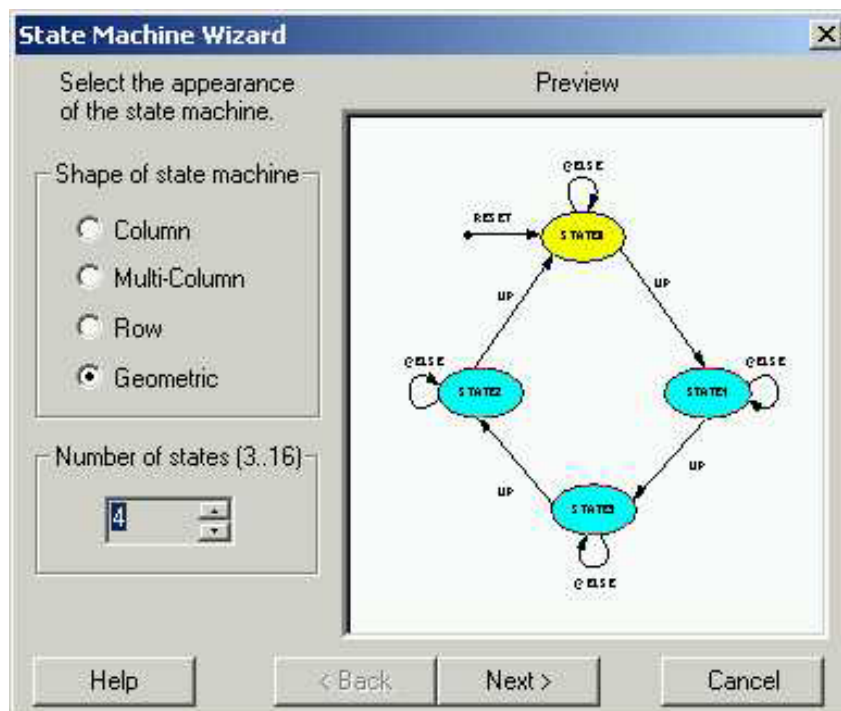 State Machine Wizard
Select the appearance
of the state machine.
Preview
Shape of state machine
Column
Multi-Column
Row
Geometric
Number of states (3..16)
4
@ELSE
RESET
STATE0
UP
UP
@ELSE
@ELSE
STATE2
STATE1
UP
UP
STATE3
@ELSE
Help
< Back
Next >
Cancel